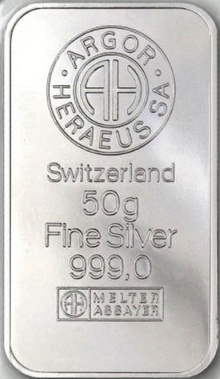 ARGOR
HERAEUS SA
AH
Switzerland
50g
Fine Silver
999,0
AH MELTER
ASSAYER